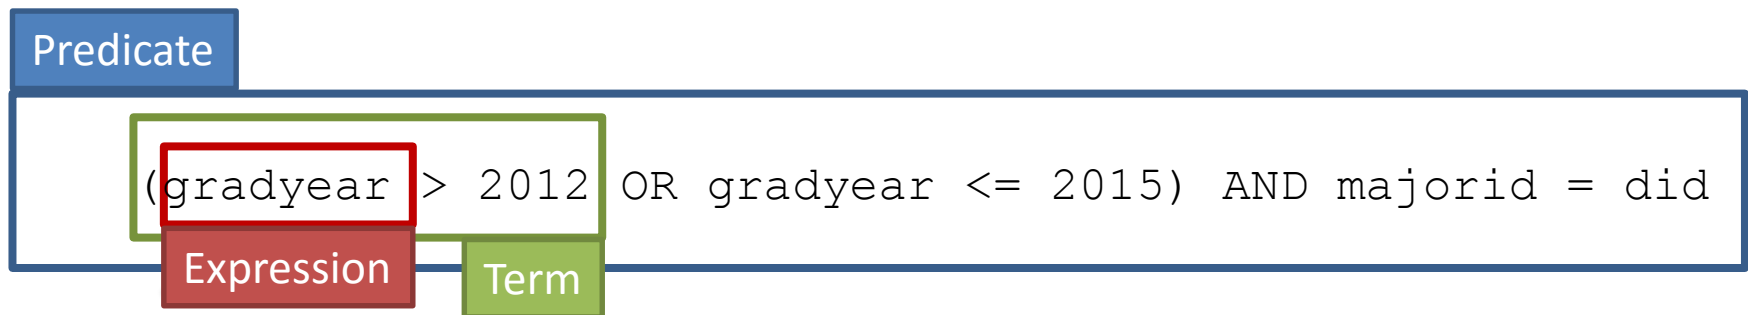 Predicate
(gradyear > 2012 OR gradyear <= 2015) AND majorid = did
Expression
Term